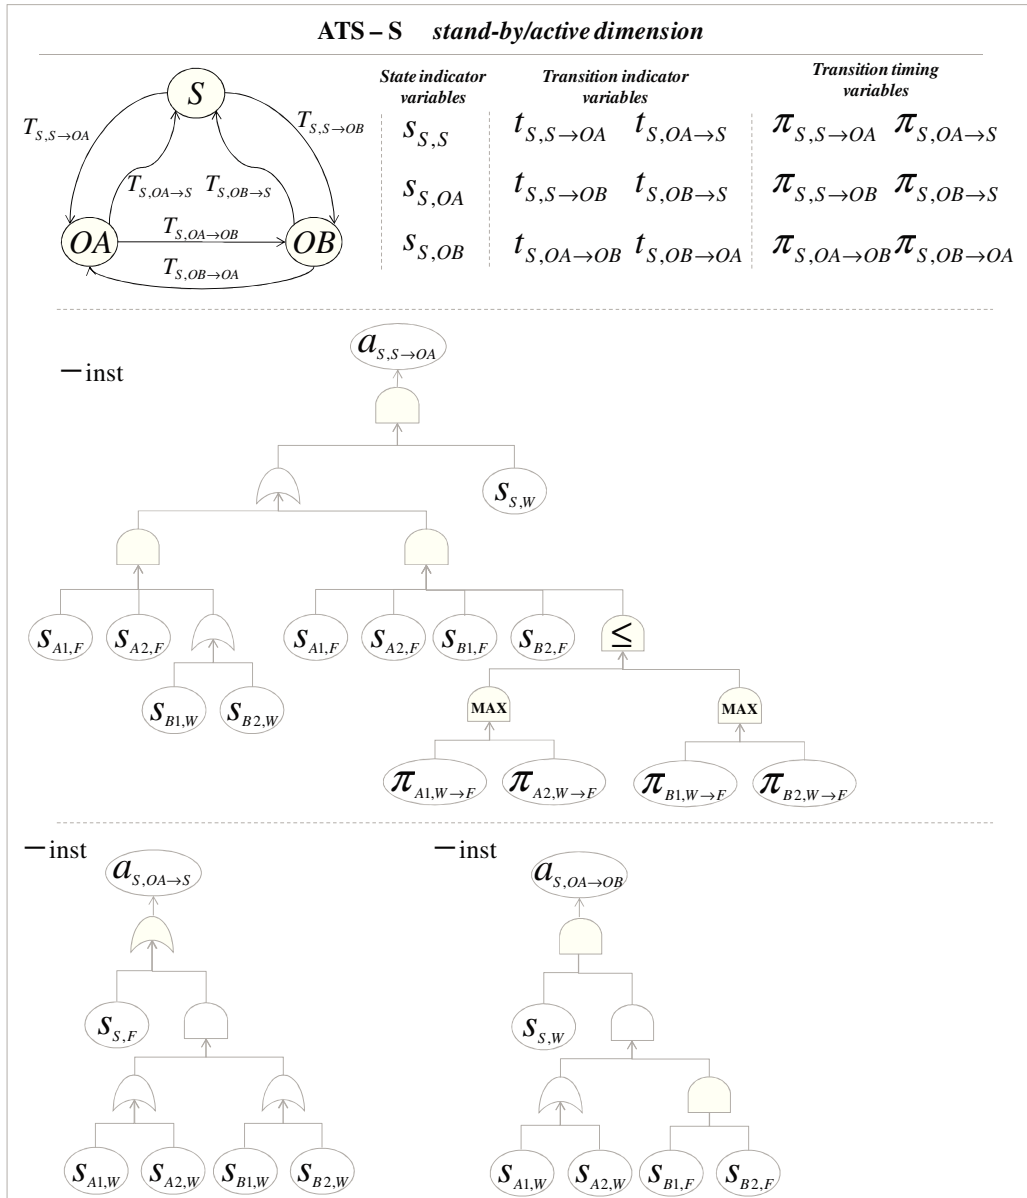 ATS – S stand-by/active dimension
S
OA
OB
T_{S,S→OA}
T_{S,S→OB}
T_{S,OA→S}
T_{S,OB→S}
T_{S,OA→OB}
T_{S,OB→OA}
State indicator
variables
s_{S,S}
s_{S,OA}
s_{S,OB}
Transition indicator
variables
t_{S,S→OA} t_{S,OA→S}
t_{S,S→OB} t_{S,OB→S}
t_{S,OA→OB} t_{S,OB→OA}
Transition timing
variables
π_{S,S→OA} π_{S,OA→S}
π_{S,S→OB} π_{S,OB→S}
π_{S,OA→OB} π_{S,OB→OA}
– inst
a_{S,S→OA}
s_{S,W}
s_{A1,F} s_{A2,F} s_{A1,F} s_{A2,F} s_{B1,F} s_{B2,F} ≤
s_{B1,W} s_{B2,W} MAX MAX
π_{A1,W→F} π_{A2,W→F} π_{B1,W→F} π_{B2,W→F}
– inst
a_{S,OA→S}
s_{S,F}
s_{A1,W} s_{A2,W} s_{B1,W} s_{B2,W}
– inst
a_{S,OA→OB}
s_{S,W}
s_{A1,W} s_{A2,W} s_{B1,F} s_{B2,F}